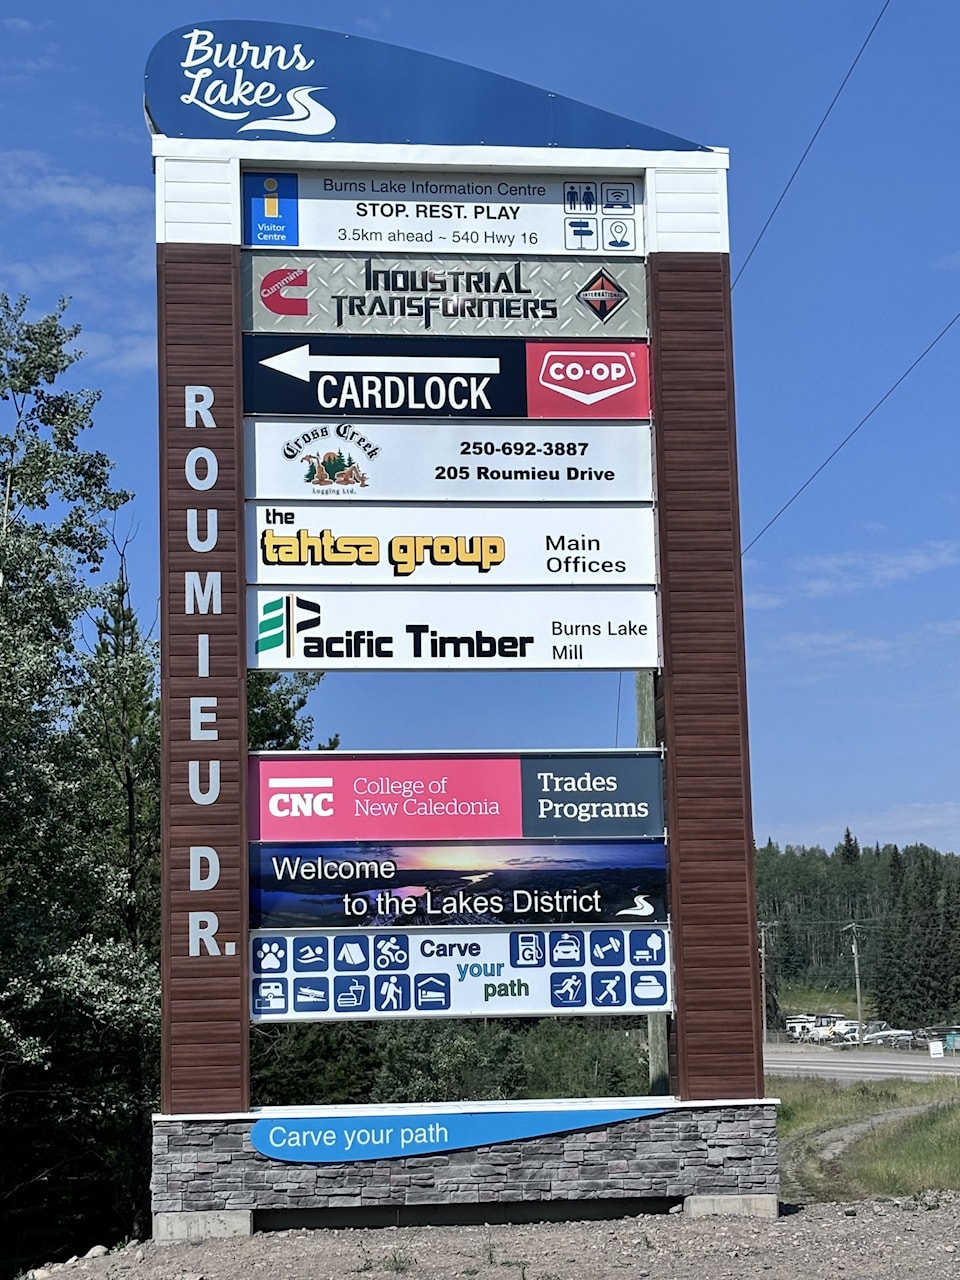 Burns
Lake
Burns Lake Information Centre
STOP. REST. PLAY
3.5km ahead ~ 540 Hwy 16
i
Visitor
Centre
Cummins
INDUSTRIAL
TRANSFORMERS
INTERNATIONAL
CARDLOCK
CO-OP®
Cross Creek
Logging Ltd.
250-692-3887
205 Roumieu Drive
the
tahtsa group
Main
Offices
Pacific Timber
Burns Lake
Mill
CNC
College of
New Caledonia
Trades
Programs
Welcome
to the Lakes District
Carve
your
path
ROUMIEU DR.
Carve your path